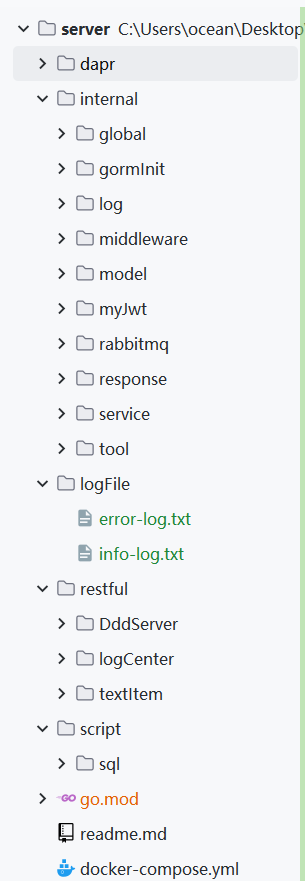 server C:\Users\ocean\Desktop
dapr
internal
global
gormInit
log
middleware
model
myJwt
rabbitmq
response
service
tool
logFile
error-log.txt
info-log.txt
restful
DddServer
logCenter
textItem
script
sql
go.mod
readme.md
docker-compose.yml